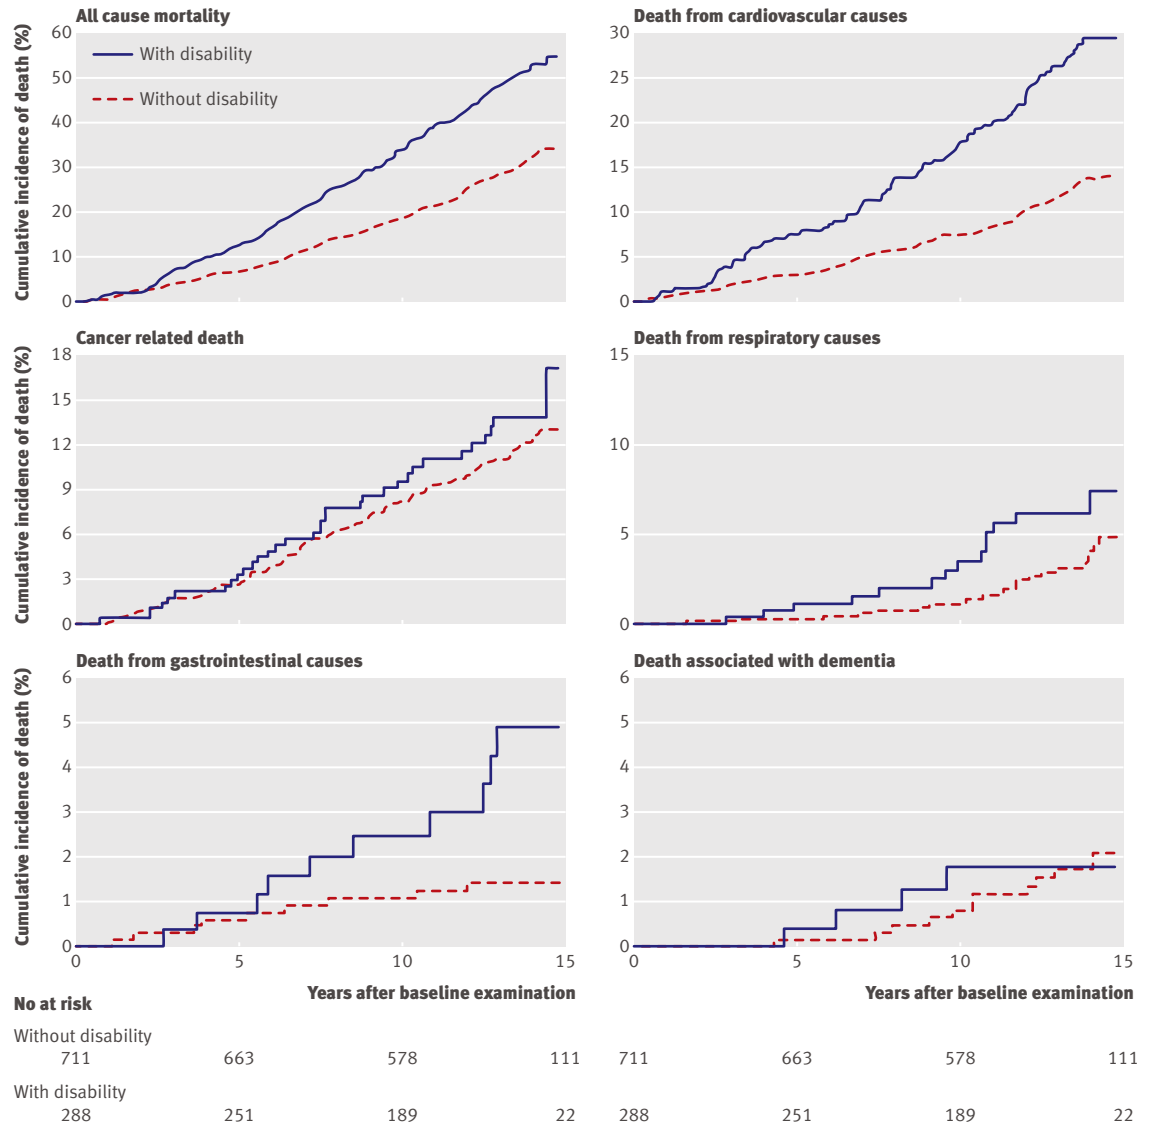 All cause mortality
Cumulative incidence of death (%)
60
50
40
30
20
10
0
With disability
Without disability
Death from cardiovascular causes
30
25
20
15
10
5
0
Cancer related death
Cumulative incidence of death (%)
18
15
12
9
6
3
0
Death from respiratory causes
15
10
5
0
Death from gastrointestinal causes
Cumulative incidence of death (%)
6
5
4
3
2
1
0
0 5 10 15
Years after baseline examination
Death associated with dementia
6
5
4
3
2
1
0
0 5 10 15
Years after baseline examination
No at risk
Without disability
711 663 578 111 711 663 578 111
With disability
288 251 189 22 288 251 189 22